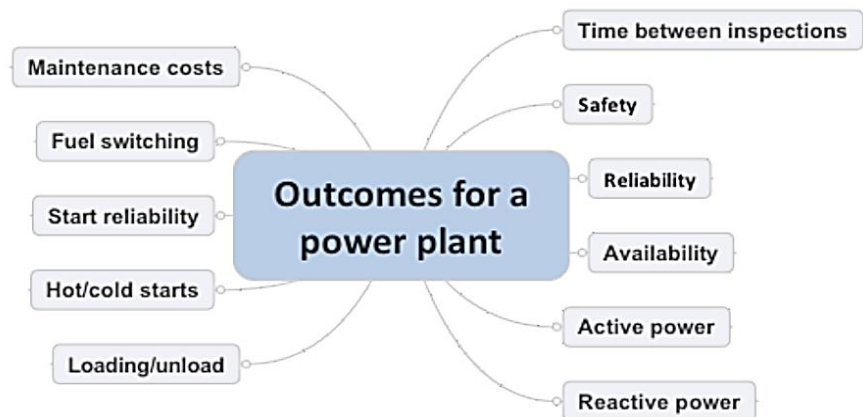 Outcomes for a
power plant
Maintenance costs
Fuel switching
Start reliability
Hot/cold starts
Loading/unload
Time between inspections
Safety
Reliability
Availability
Active power
Reactive power